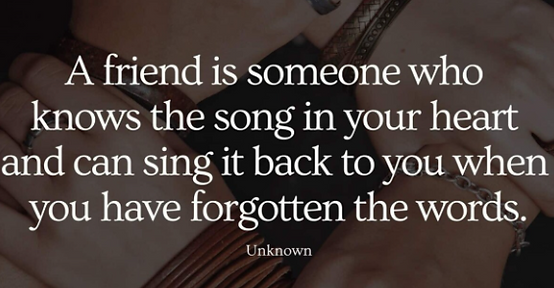 A friend is someone who
knows the song in your heart
and can sing it back to you when
you have forgotten the words.
Unknown